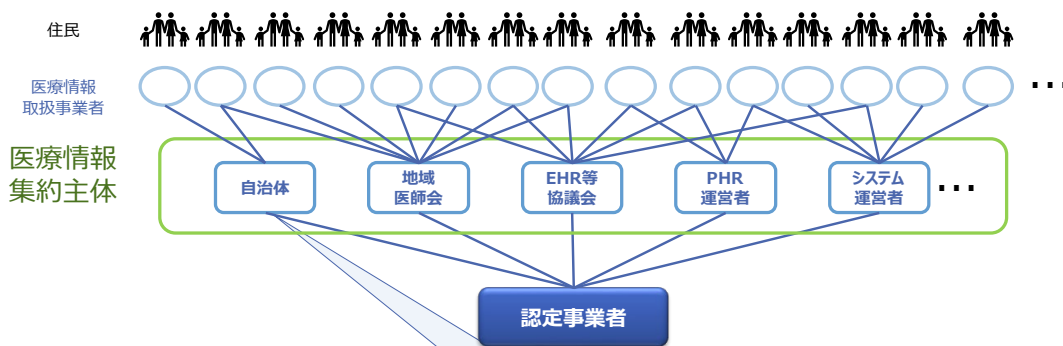 住民
医療情報
取扱事業者
…
医療情報
集約主体
自治体
地域
医師会
EHR等
協議会
PHR
運営者
システム
運営者
…
認定事業者